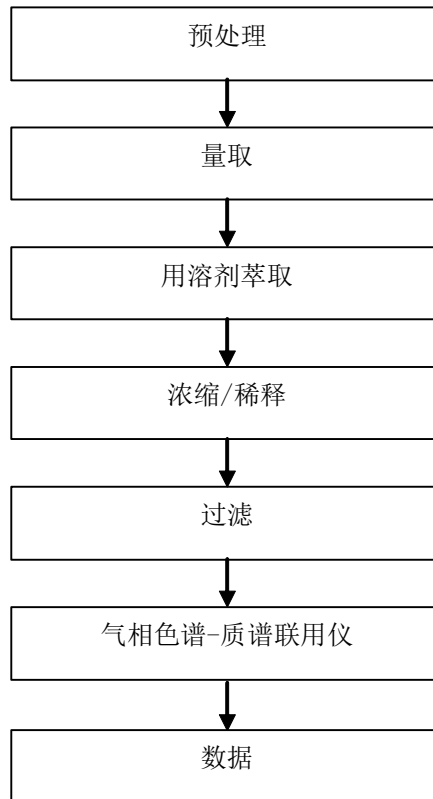 预处理
量取
用溶剂萃取
浓缩/稀释
过滤
气相色谱-质谱联用仪
数据